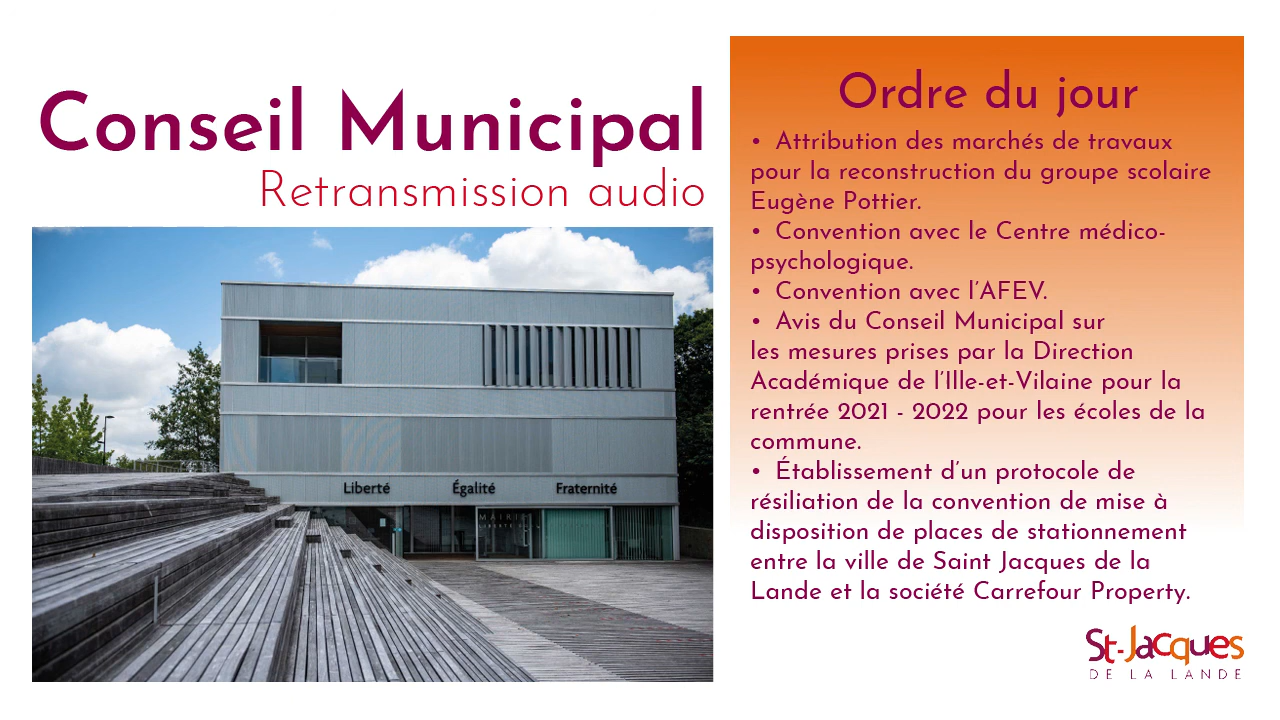 Conseil Municipal
Retransmission audio
Liberté Égalité Fraternité
MAIRIE
Ordre du jour
• Attribution des marchés de travaux
pour la reconstruction du groupe scolaire
Eugène Pottier.
• Convention avec le Centre médico-
psychologique.
• Convention avec l'AFEV.
• Avis du Conseil Municipal sur
les mesures prises par la Direction
Académique de l'Ille-et-Vilaine pour la
rentrée 2021 - 2022 pour les écoles de la
commune.
• Établissement d'un protocole de
résiliation de la convention de mise à
disposition de places de stationnement
entre la ville de Saint Jacques de la
Lande et la société Carrefour Property.
St-Jacques
DE LA LANDE